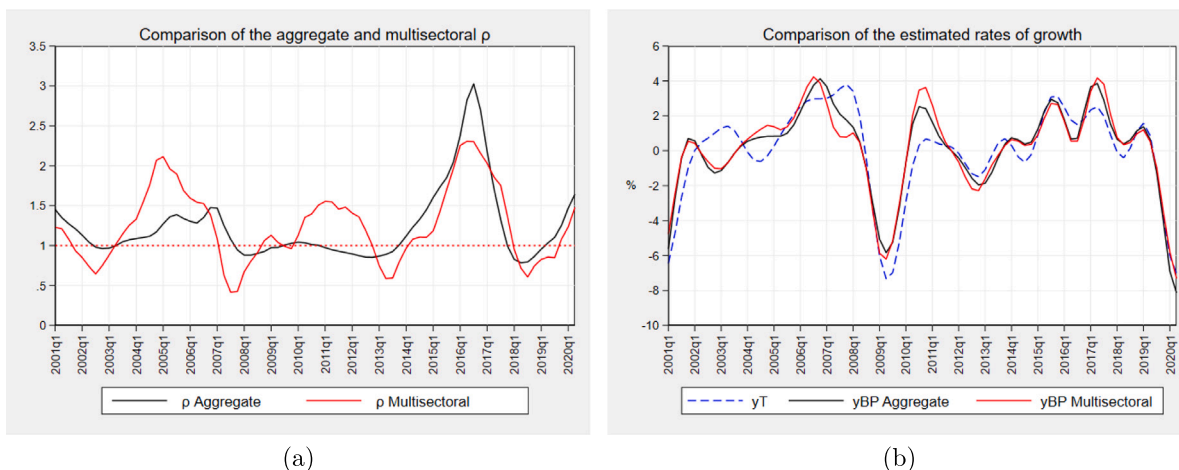 Comparison of the aggregate and multisectoral ρ
3.5
3
2.5
2
1.5
1
.5
0
2001q1
2002q1
2003q1
2004q1
2005q1
2006q1
2007q1
2008q1
2009q1
2010q1
2011q1
2012q1
2013q1
2014q1
2015q1
2016q1
2017q1
2018q1
2019q1
2020q1
ρ Aggregate ρ Multisectoral
(a)
Comparison of the estimated rates of growth
6
4
2
0
%
-2
-4
-6
-8
-10
2001q1
2002q1
2003q1
2004q1
2005q1
2006q1
2007q1
2008q1
2009q1
2010q1
2011q1
2012q1
2013q1
2014q1
2015q1
2016q1
2017q1
2018q1
2019q1
2020q1
yT yBP Aggregate yBP Multisectoral
(b)